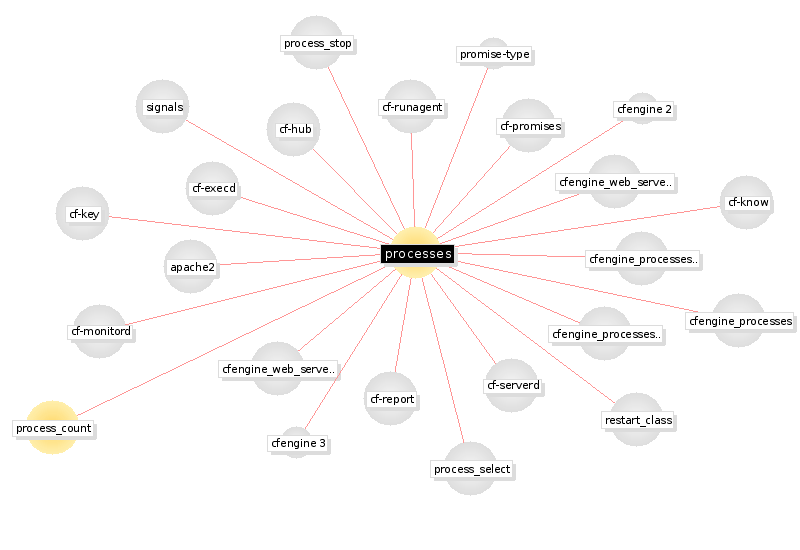 process_stop
promise-type
signals
cf-runagent
cfengine 2
cf-hub
cf-promises
cf-execd
cfengine_web_serve..
cf-know
cf-key
processes
apache2
cfengine_processes..
cfengine_processes
cf-monitord
cfengine_processes..
cfengine_web_serve..
cf-serverd
cf-report
restart_class
process_count
cfengine 3
process_select